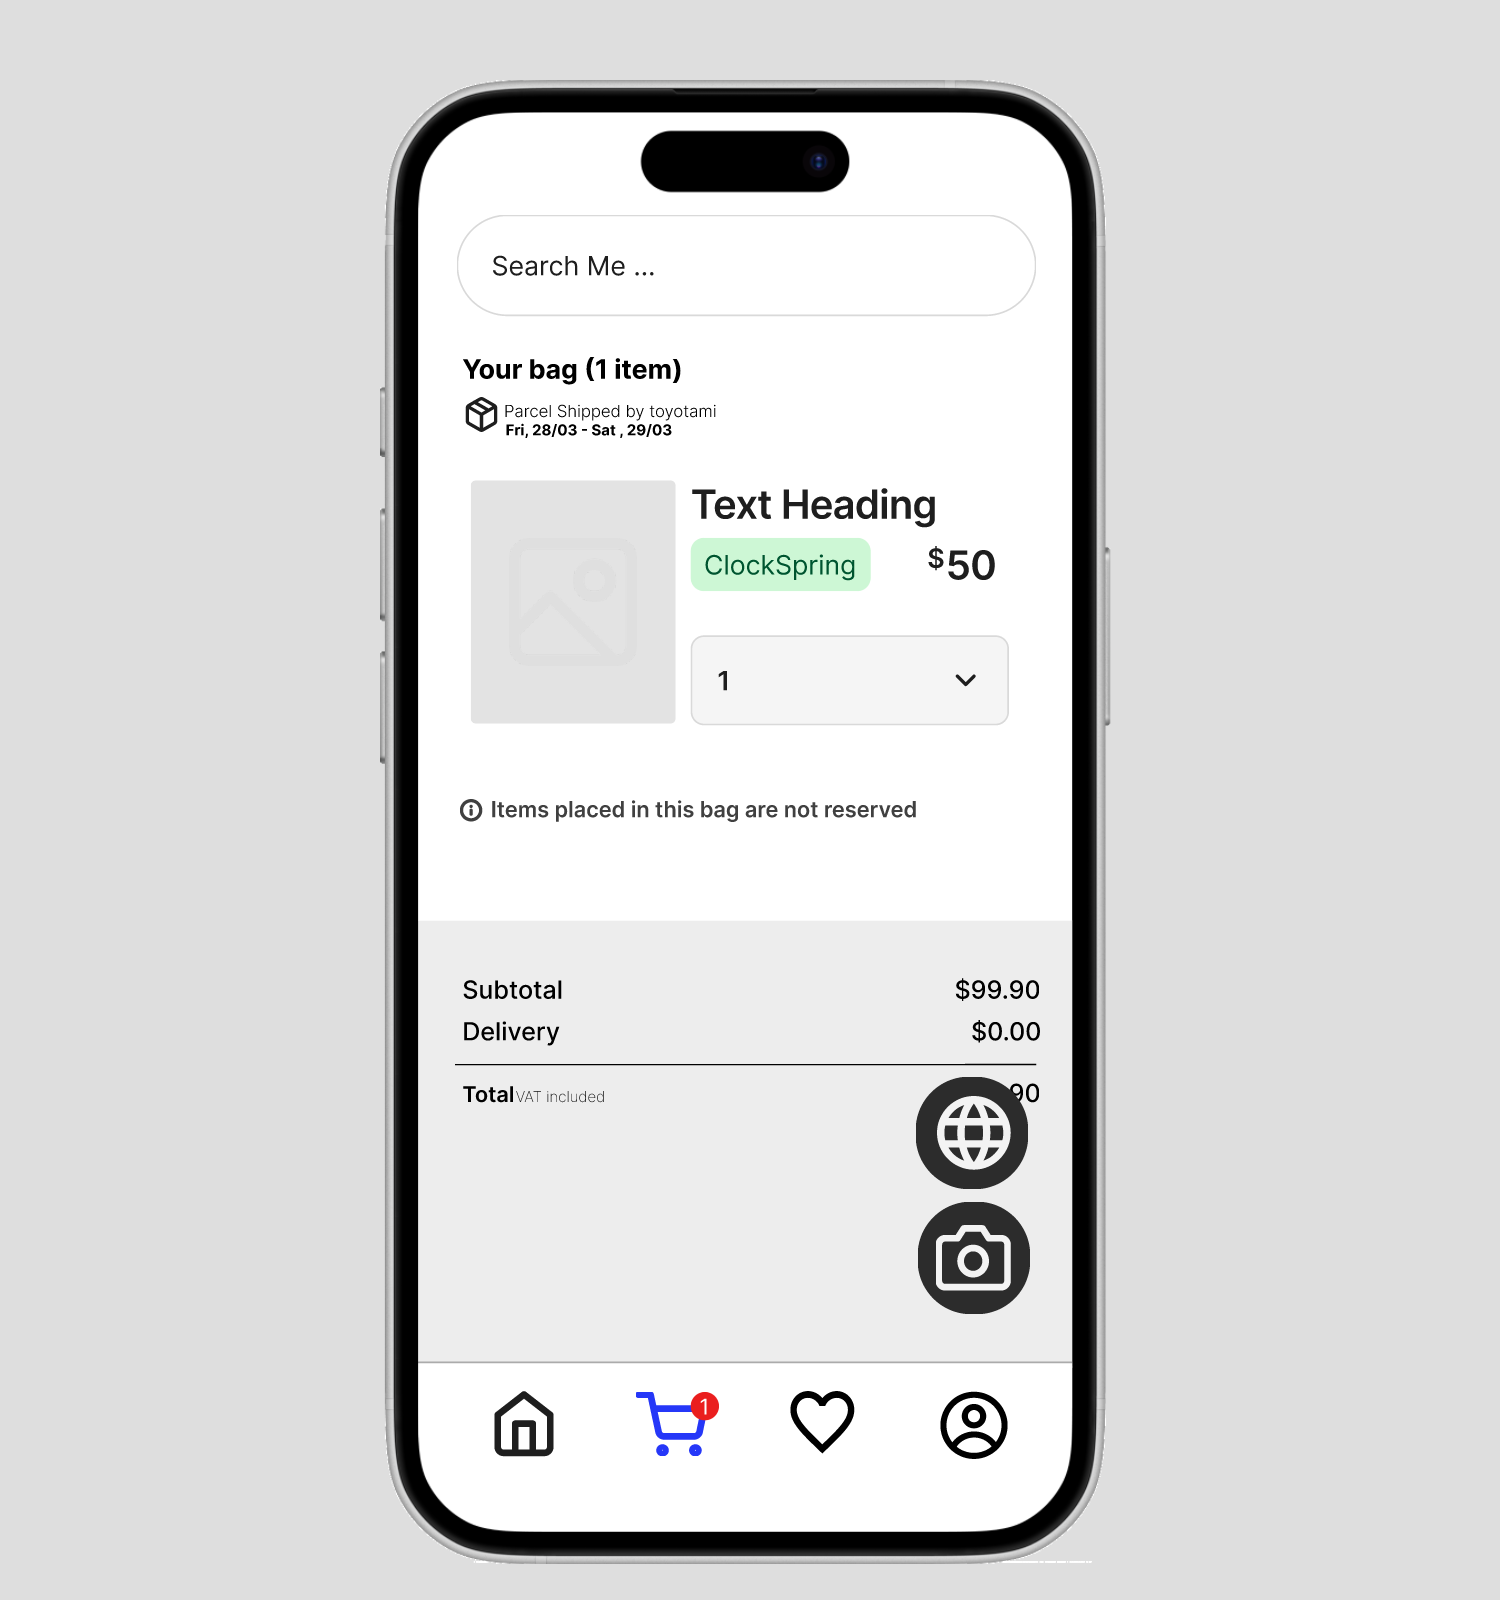 Search Me ...
Your bag (1 item)
Parcel Shipped by toyotami
Fri, 28/03 - Sat , 29/03
Text Heading
ClockSpring
$50
1
Items placed in this bag are not reserved
Subtotal $99.90
Delivery $0.00
Total VAT included
1